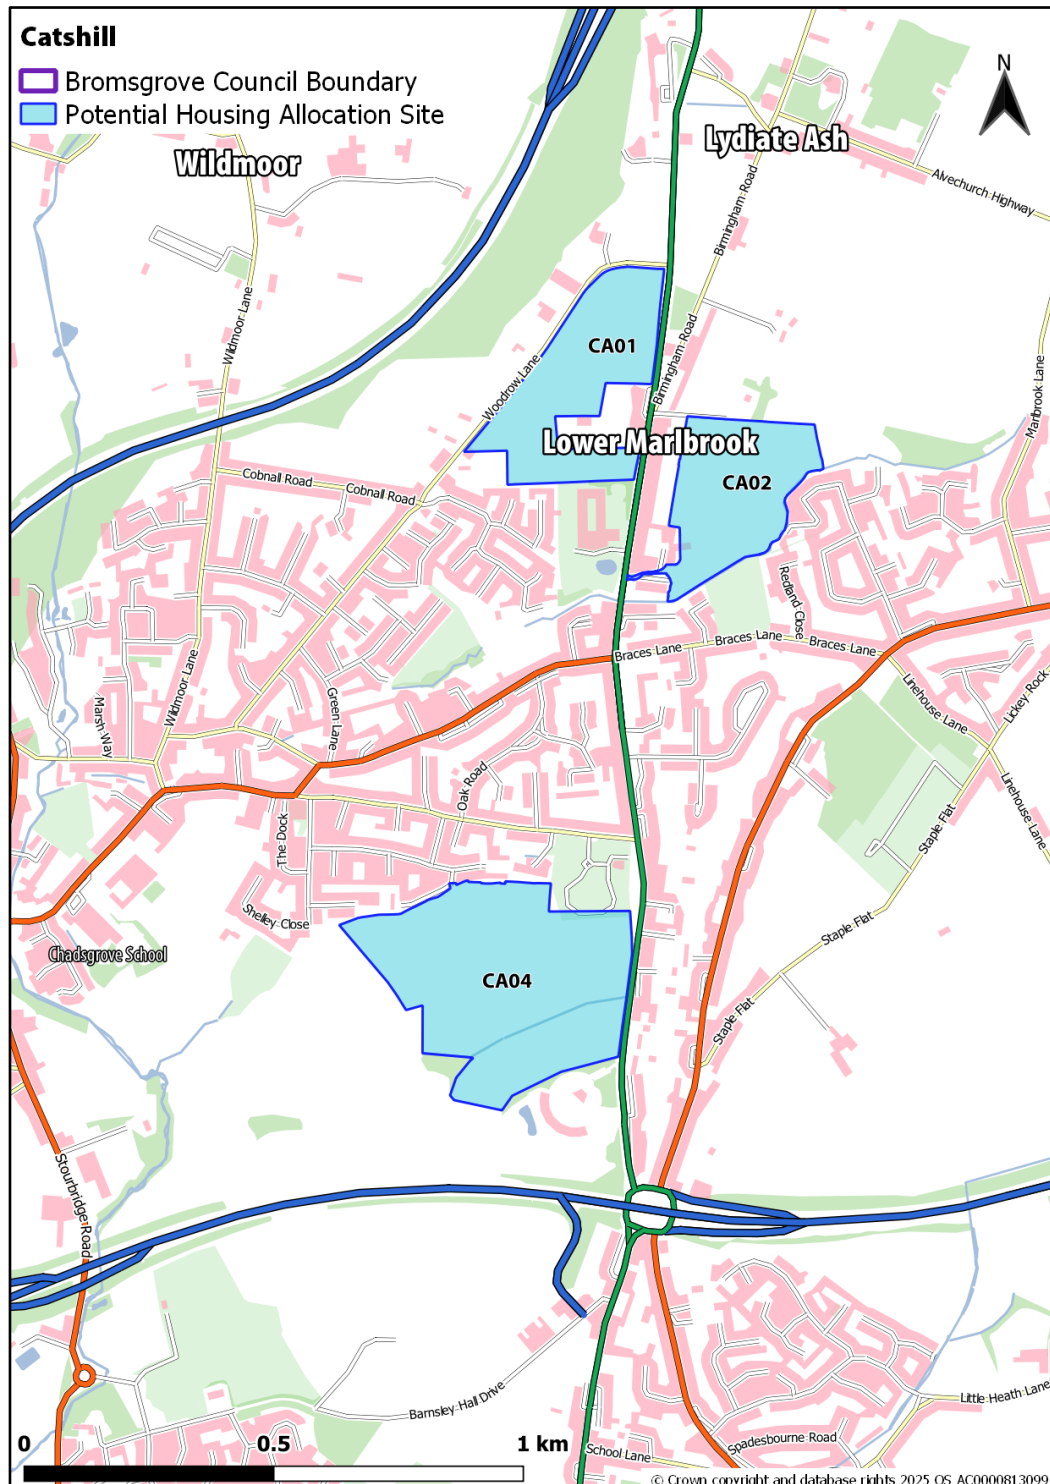 Catshill
Bromsgrove Council Boundary
Potential Housing Allocation Site
N
Wildmoor
Lydiate Ash
Birmingham Road
Alvechurch Highway
Wildmoor Lane
CA01
Birmingham Road
Woodrow Lane
Marlbrook Lane
Lower Marlbrook
CA02
Cobnall Road
Cobnall Road
Redland Close
Braces Lane
Braces Lane
Braces Lane
Wildmoor Lane
Marsh Way
Green Lane
Linehouse Lane
Lickey Rock
Oak Road
Linehouse Lane
The Dock
Staple Flat
Shelley Close
Staple Flat
Chadsgrove School
CA04
Staple Flat
Stourbridge Road
Barnsley Hall Drive
Little Heath Lane
Spadesbourne Road
School Lane
0 0.5 1 km
© Crown copyright and database rights 2025 OS AC0000813099